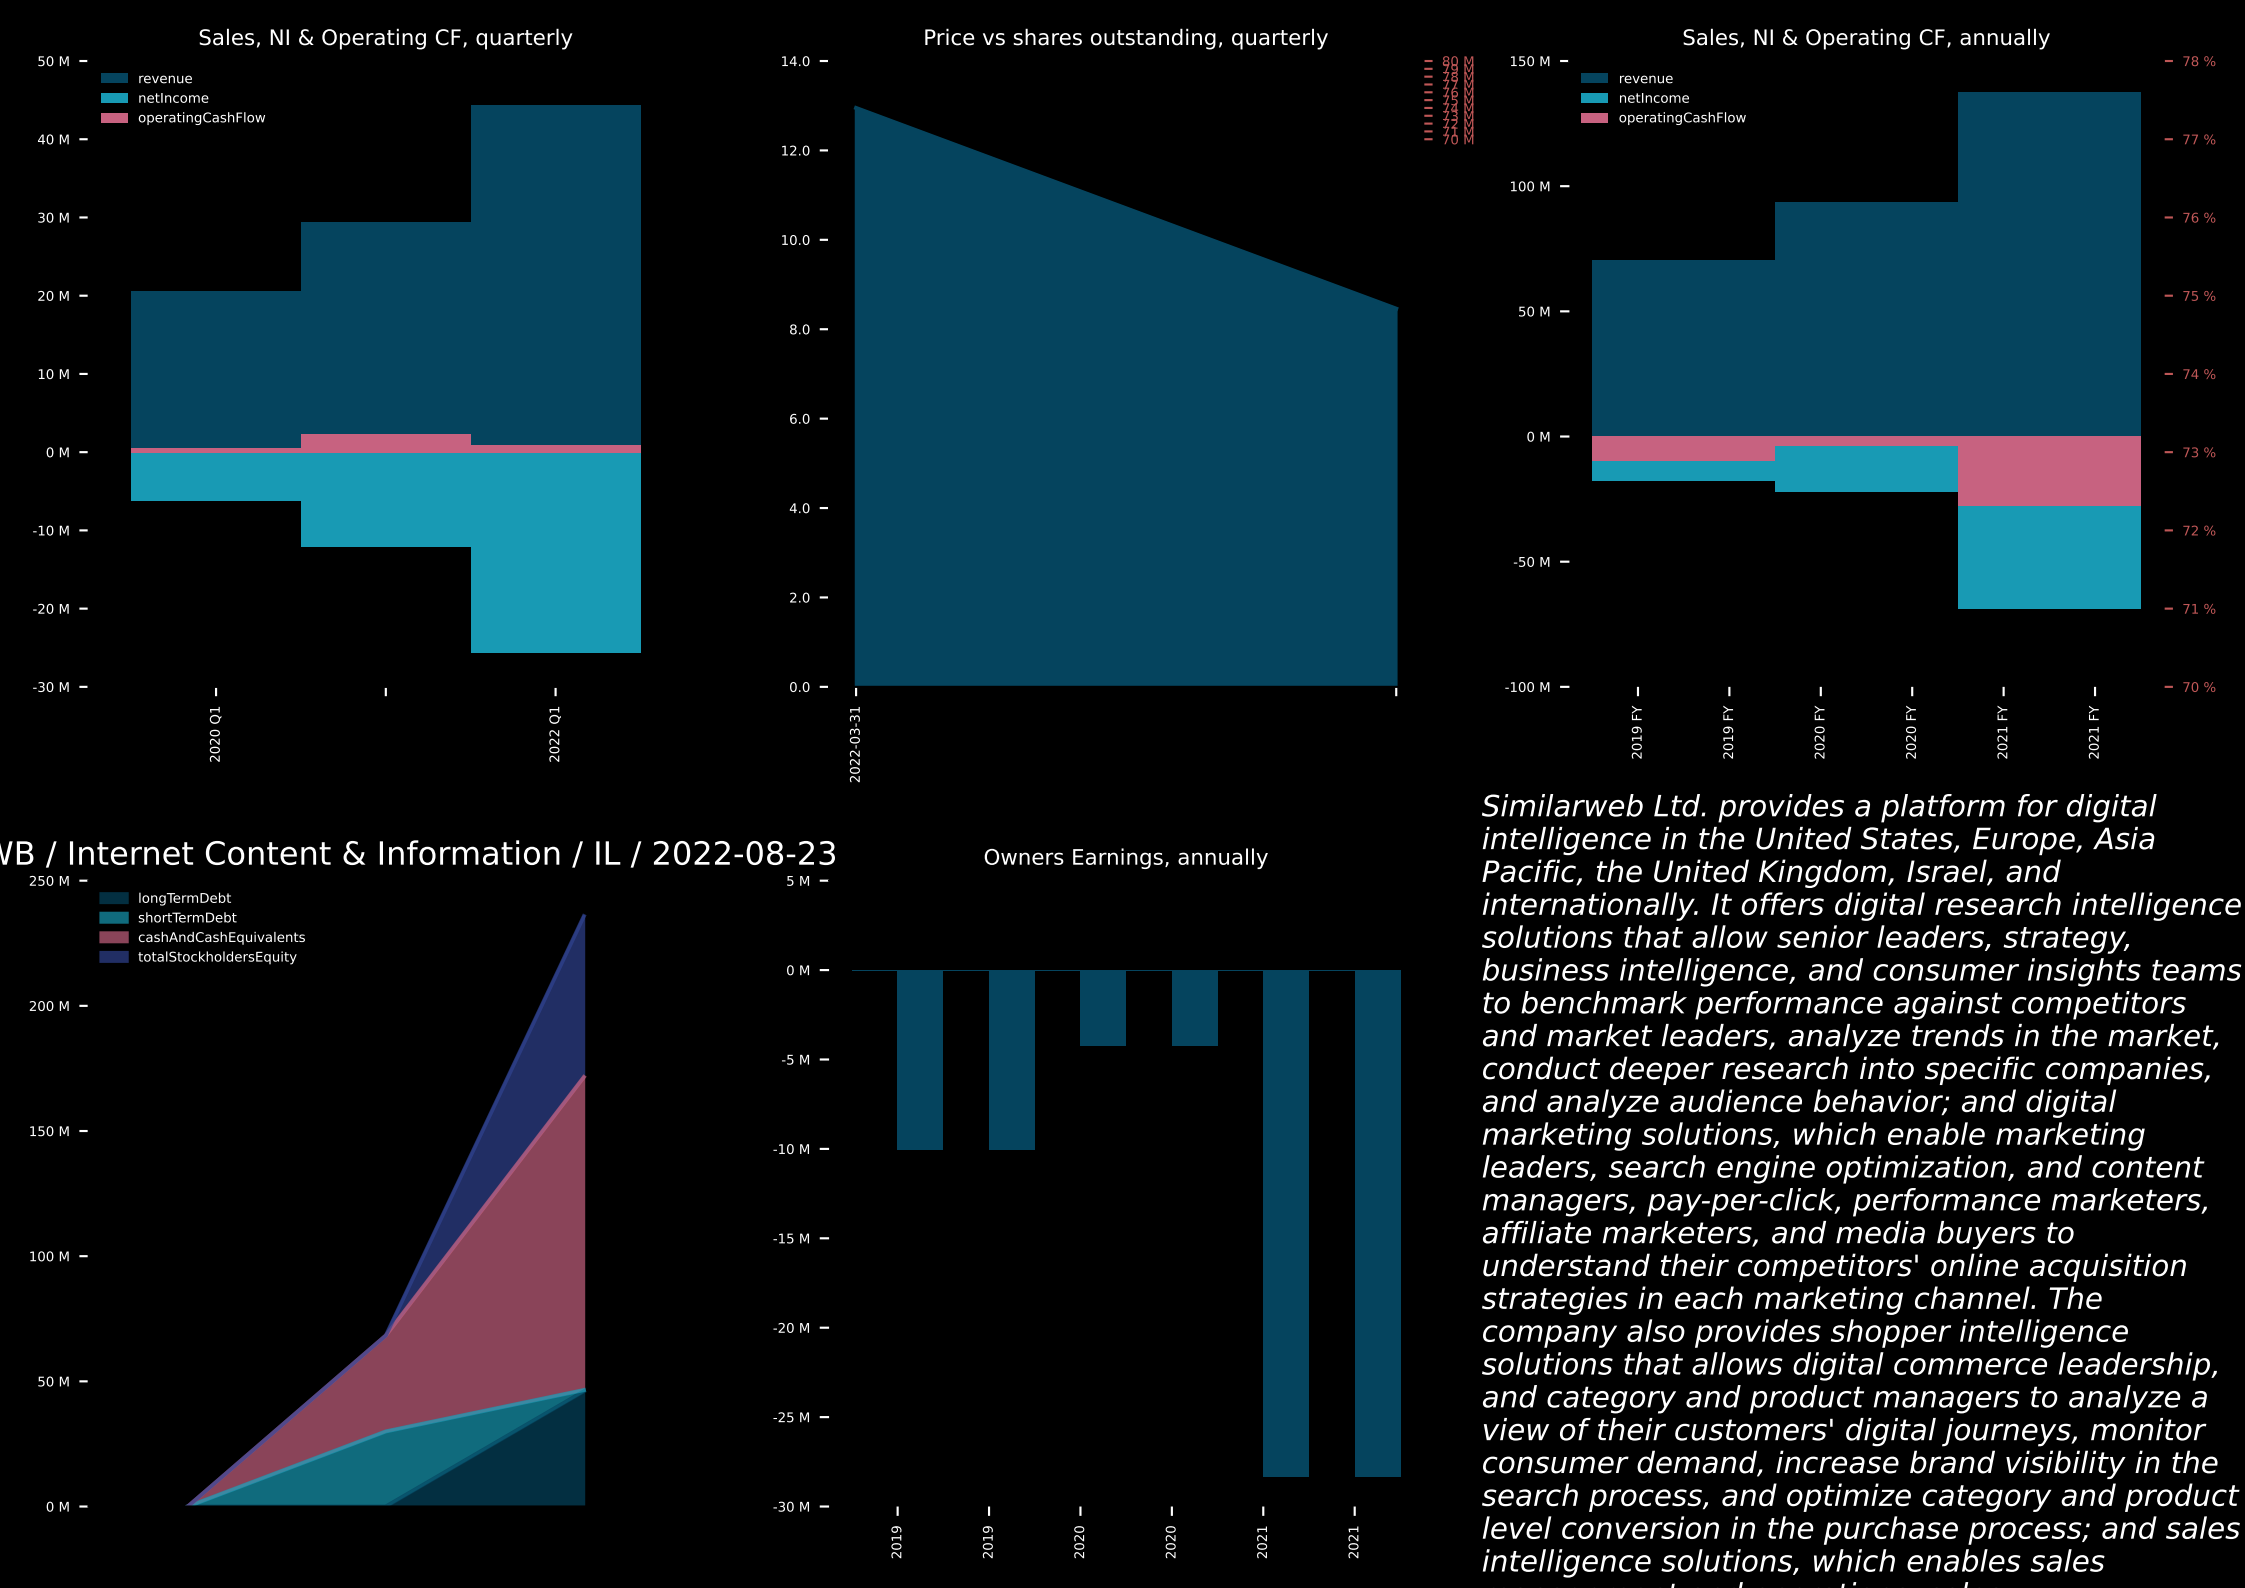 Sales, NI & Operating CF, quarterly
50 M
40 M
30 M
20 M
10 M
0 M
-10 M
-20 M
-30 M
revenue
netIncome
operatingCashFlow
2020 Q1
2022 Q1
Price vs shares outstanding, quarterly
14.0
12.0
10.0
8.0
6.0
4.0
2.0
0.0
80 M
79 M
78 M
77 M
76 M
75 M
74 M
73 M
72 M
71 M
70 M
2022-03-31
Sales, NI & Operating CF, annually
150 M
100 M
50 M
0 M
-50 M
-100 M
revenue
netIncome
operatingCashFlow
78 %
77 %
76 %
75 %
74 %
73 %
72 %
71 %
70 %
2019 FY
2019 FY
2020 FY
2020 FY
2021 FY
2021 FY
WB / Internet Content & Information / IL / 2022-08-23
250 M
200 M
150 M
100 M
50 M
0 M
longTermDebt
shortTermDebt
cashAndCashEquivalents
totalStockholdersEquity
Owners Earnings, annually
5 M
0 M
-5 M
-10 M
-15 M
-20 M
-25 M
-30 M
2019
2019
2020
2020
2021
2021
Similarweb Ltd. provides a platform for digital
intelligence in the United States, Europe, Asia
Pacific, the United Kingdom, Israel, and
internationally. It offers digital research intelligence
solutions that allow senior leaders, strategy,
business intelligence, and consumer insights teams
to benchmark performance against competitors
and market leaders, analyze trends in the market,
conduct deeper research into specific companies,
and analyze audience behavior; and digital
marketing solutions, which enable marketing
leaders, search engine optimization, and content
managers, pay-per-click, performance marketers,
affiliate marketers, and media buyers to
understand their competitors' online acquisition
strategies in each marketing channel. The
company also provides shopper intelligence
solutions that allows digital commerce leadership,
and category and product managers to analyze a
view of their customers' digital journeys, monitor
consumer demand, increase brand visibility in the
search process, and optimize category and product
level conversion in the purchase process; and sales
intelligence solutions, which enables sales